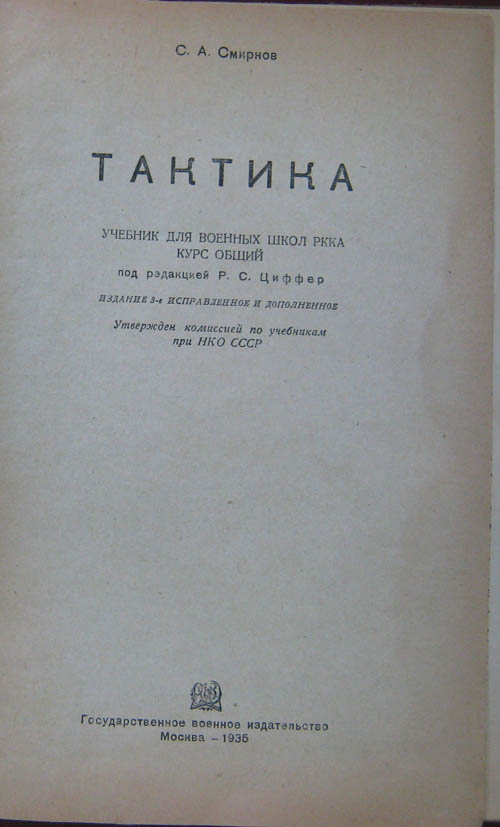 С. А. Смирнов
ТАКТИКА
УЧЕБНИК ДЛЯ ВОЕННЫХ ШКОЛ РККА
КУРС ОБЩИЙ
под редакцией Р. С. Циффер
ИЗДАНИЕ 3-е ИСПРАВЛЕННОЕ И ДОПОЛНЕННОЕ
Утвержден комиссией по учебникам
при НКО СССР
Государственное военное издательство
Москва – 1935